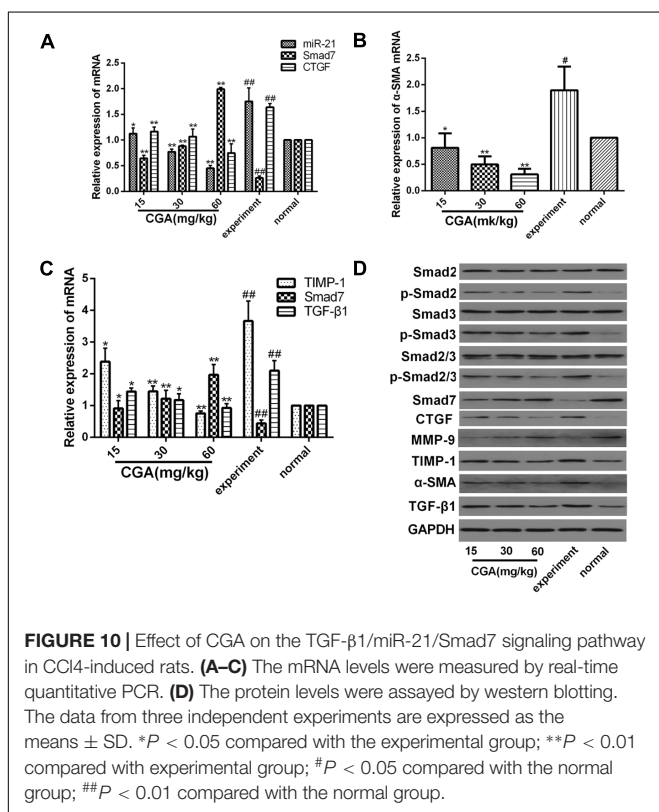 A
miR-21
Smad7
CTGF
Relative expression of mRNA
2.5
2.0
1.5
1.0
0.5
0.0
* ** ** ** ** ** ** ** ** ## ## ##
15 30 60 experiment normal
CGA(mg/kg)
B
Relative expression of α-SMA mRNA
2.5
2.0
1.5
1.0
0.5
0.0
* ** ** #
15 30 60 experiment normal
CGA(mk/kg)
C
TIMP-1
Smad7
TGF-β1
Relative expression of mRNA
5
4
3
2
1
0
* * * ** ** * ** ** ** ## ## ##
15 30 60 experiment normal
CGA(mg/kg)
D
Smad2
p-Smad2
Smad3
p-Smad3
Smad2/3
p-Smad2/3
Smad7
CTGF
MMP-9
TIMP-1
α-SMA
TGF-β1
GAPDH
15 30 60 experiment normal
CGA(mg/kg)
FIGURE 10 | Effect of CGA on the TGF-β1/miR-21/Smad7 signaling pathway
in CCl4-induced rats. (A–C) The mRNA levels were measured by real-time
quantitative PCR. (D) The protein levels were assayed by western blotting.
The data from three independent experiments are expressed as the
means ± SD. *P < 0.05 compared with the experimental group; **P < 0.01
compared with experimental group; #P < 0.05 compared with the normal
group; ##P < 0.01 compared with the normal group.